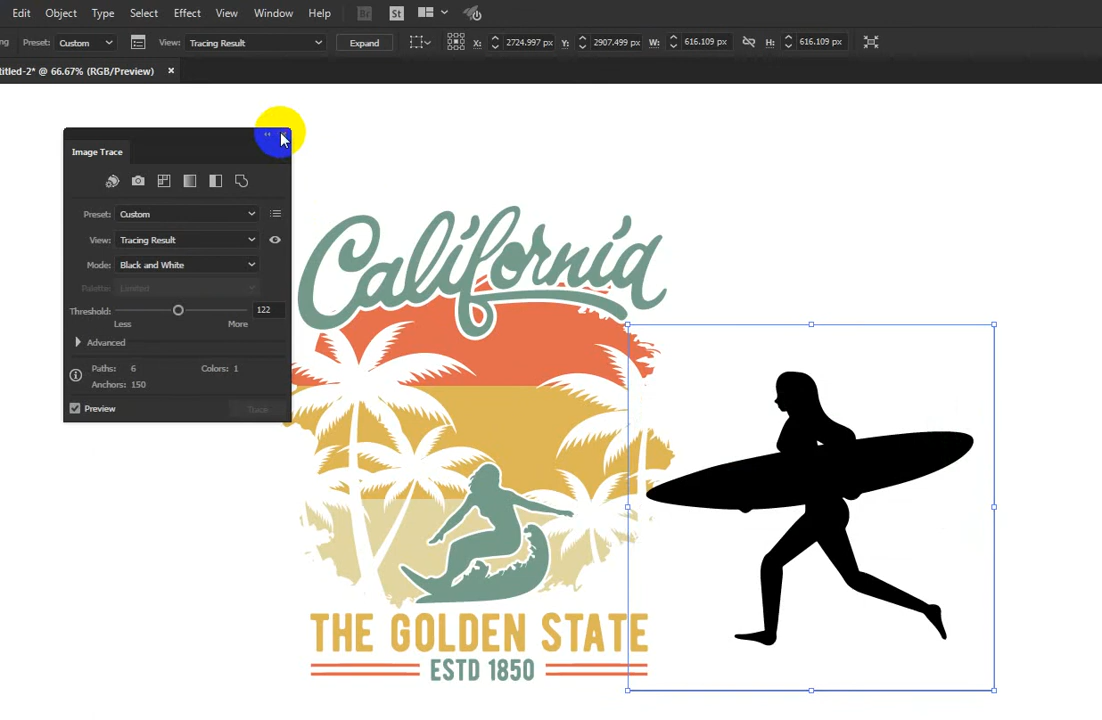 Edit Object Type Select Effect View Window Help Br St
Preset: Custom View: Tracing Result Expand X: 2724.997 px Y: 2907.499 px W: 616.109 px H: 616.109 px
titled-2* @ 66.67% (RGB/Preview) ×
Image Trace
Preset: Custom
View: Tracing Result
Mode: Black and White
Palette: Limited
Threshold: 122
Less More
Advanced
Paths: 6 Colors: 1
Anchors: 150
Preview Trace
California
THE GOLDEN STATE
ESTD 1850